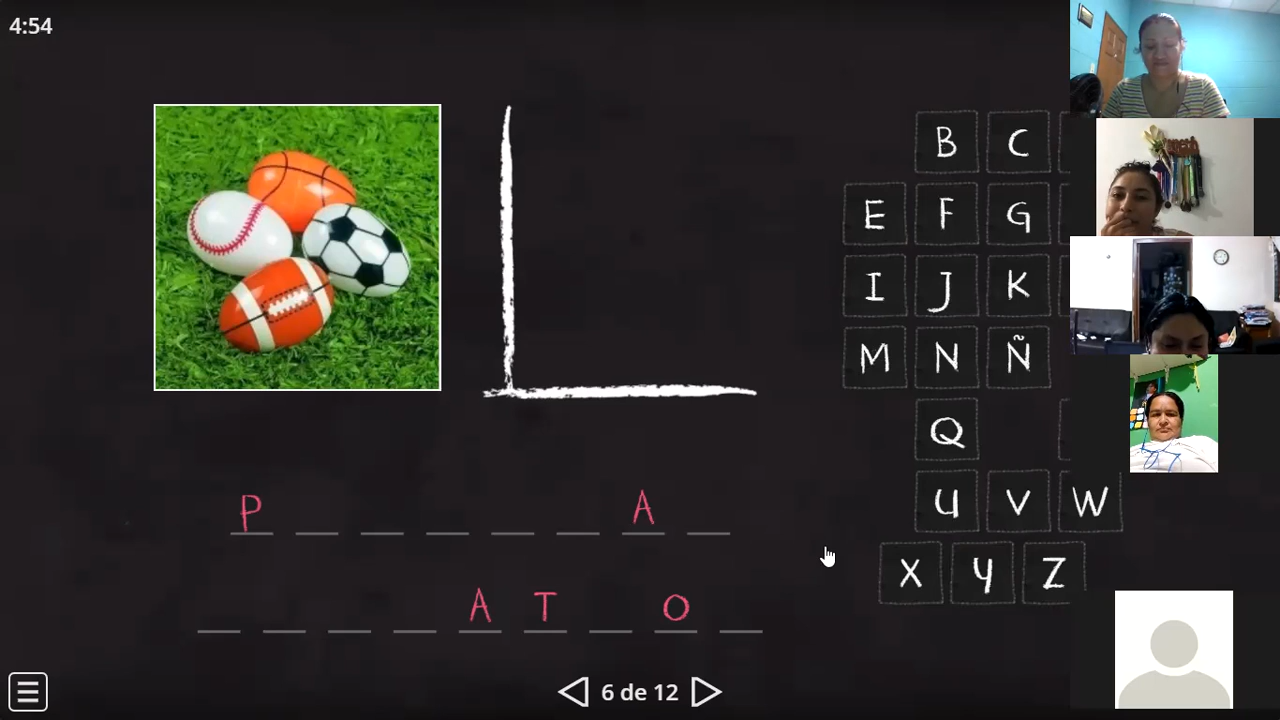 4:54
B C
E F G
I J K
M N Ñ
Q
U V W
X Y Z
P _ _ _ _ _ A _
_ _ _ _ A T _ O _
6 de 12